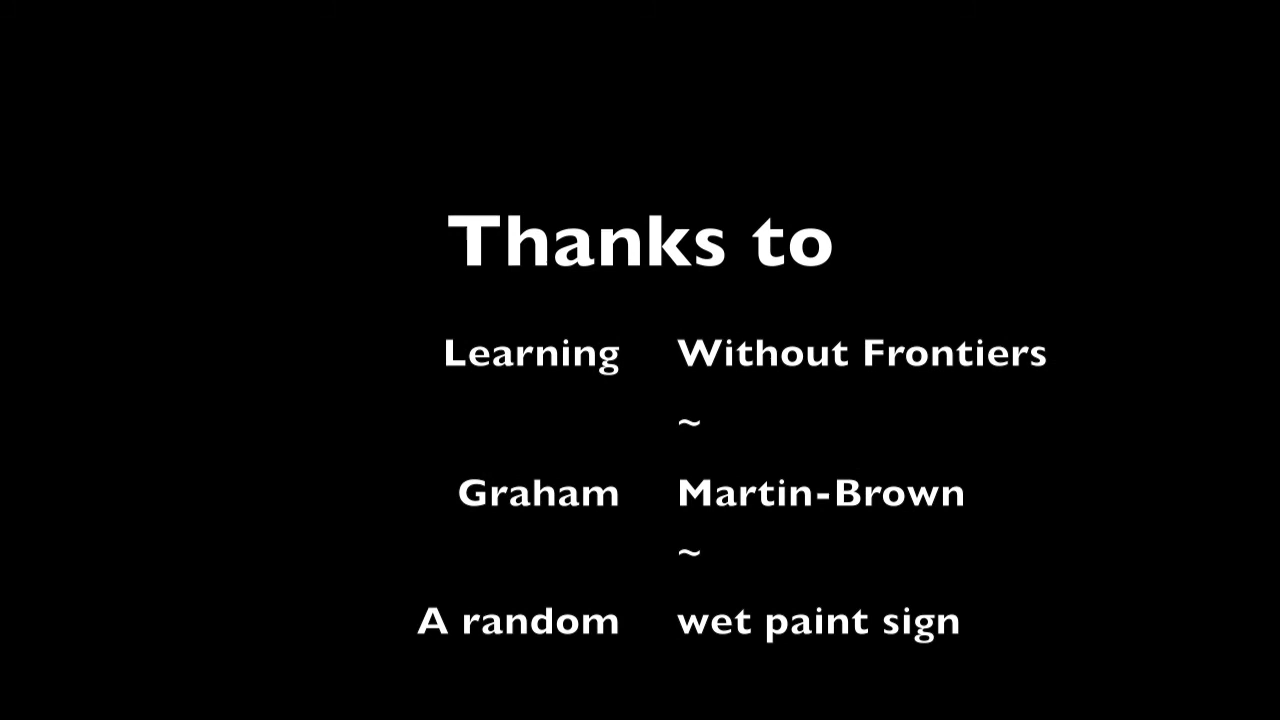 Thanks to
Learning Without Frontiers
~
Graham Martin-Brown
~
A random wet paint sign